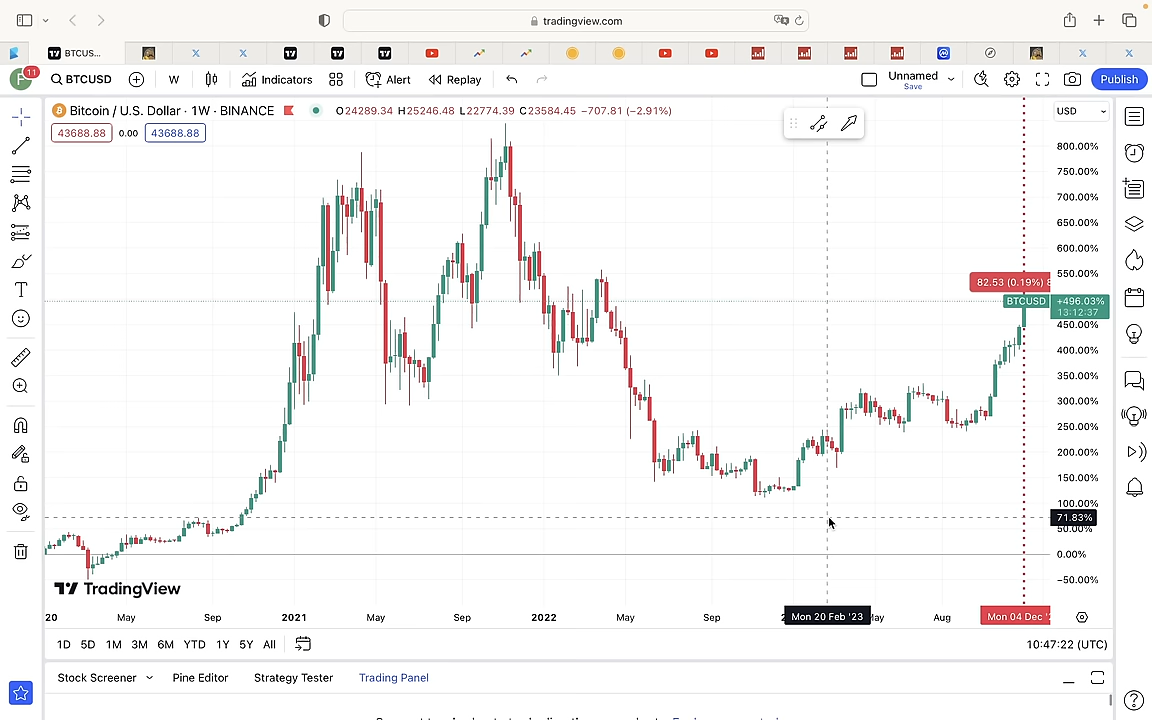 tradingview.com
BTCUS...
11
BTCUSD
W
Indicators
Alert
Replay
Unnamed
Save
Publish
Bitcoin / U.S. Dollar · 1W · BINANCE
O24289.34 H25246.48 L22774.39 C23584.45 −707.81 (−2.91%)
USD
43688.88 0.00 43688.88
800.00%
750.00%
700.00%
650.00%
600.00%
550.00%
82.53 (0.19%) 8
BTCUSD +496.03%
13:12:37
450.00%
400.00%
350.00%
300.00%
250.00%
200.00%
150.00%
100.00%
71.83%
50.00%
0.00%
−50.00%
TradingView
20 May Sep 2021 May Sep 2022 May Sep 2 Mon 20 Feb '23 May Aug Mon 04 Dec '2
1D 5D 1M 3M 6M YTD 1Y 5Y All
10:47:22 (UTC)
Stock Screener Pine Editor Strategy Tester Trading Panel